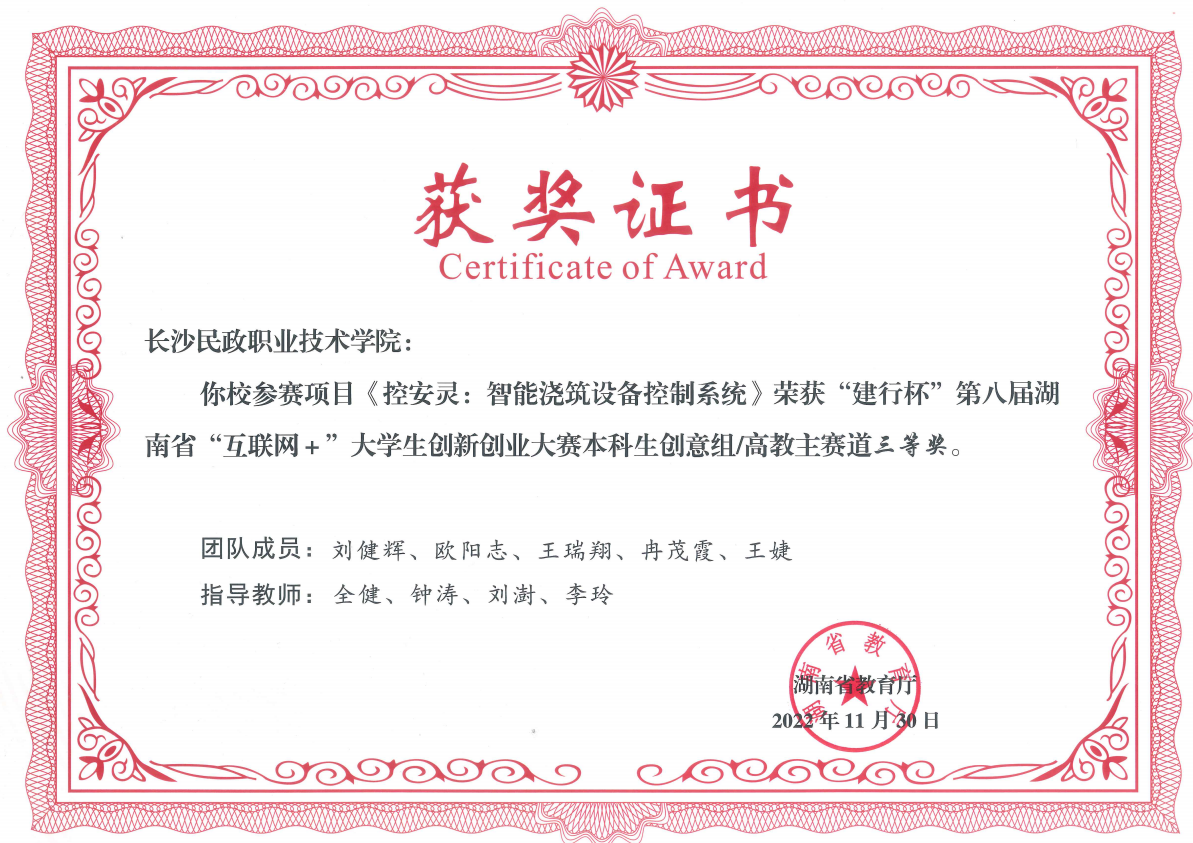 获奖证书
Certificate of Award
长沙民政职业技术学院：
你校参赛项目《控安灵：智能浇筑设备控制系统》荣获“建行杯”第八届湖
南省“互联网+”大学生创新创业大赛本科生创意组/高教主赛道三等奖。
团队成员：刘健辉、欧阳志、王瑞翔、冉茂霞、王婕
指导教师：全健、钟涛、刘澍、李玲
湖南省教育厅
湖南省教育厅
2022年11月30日